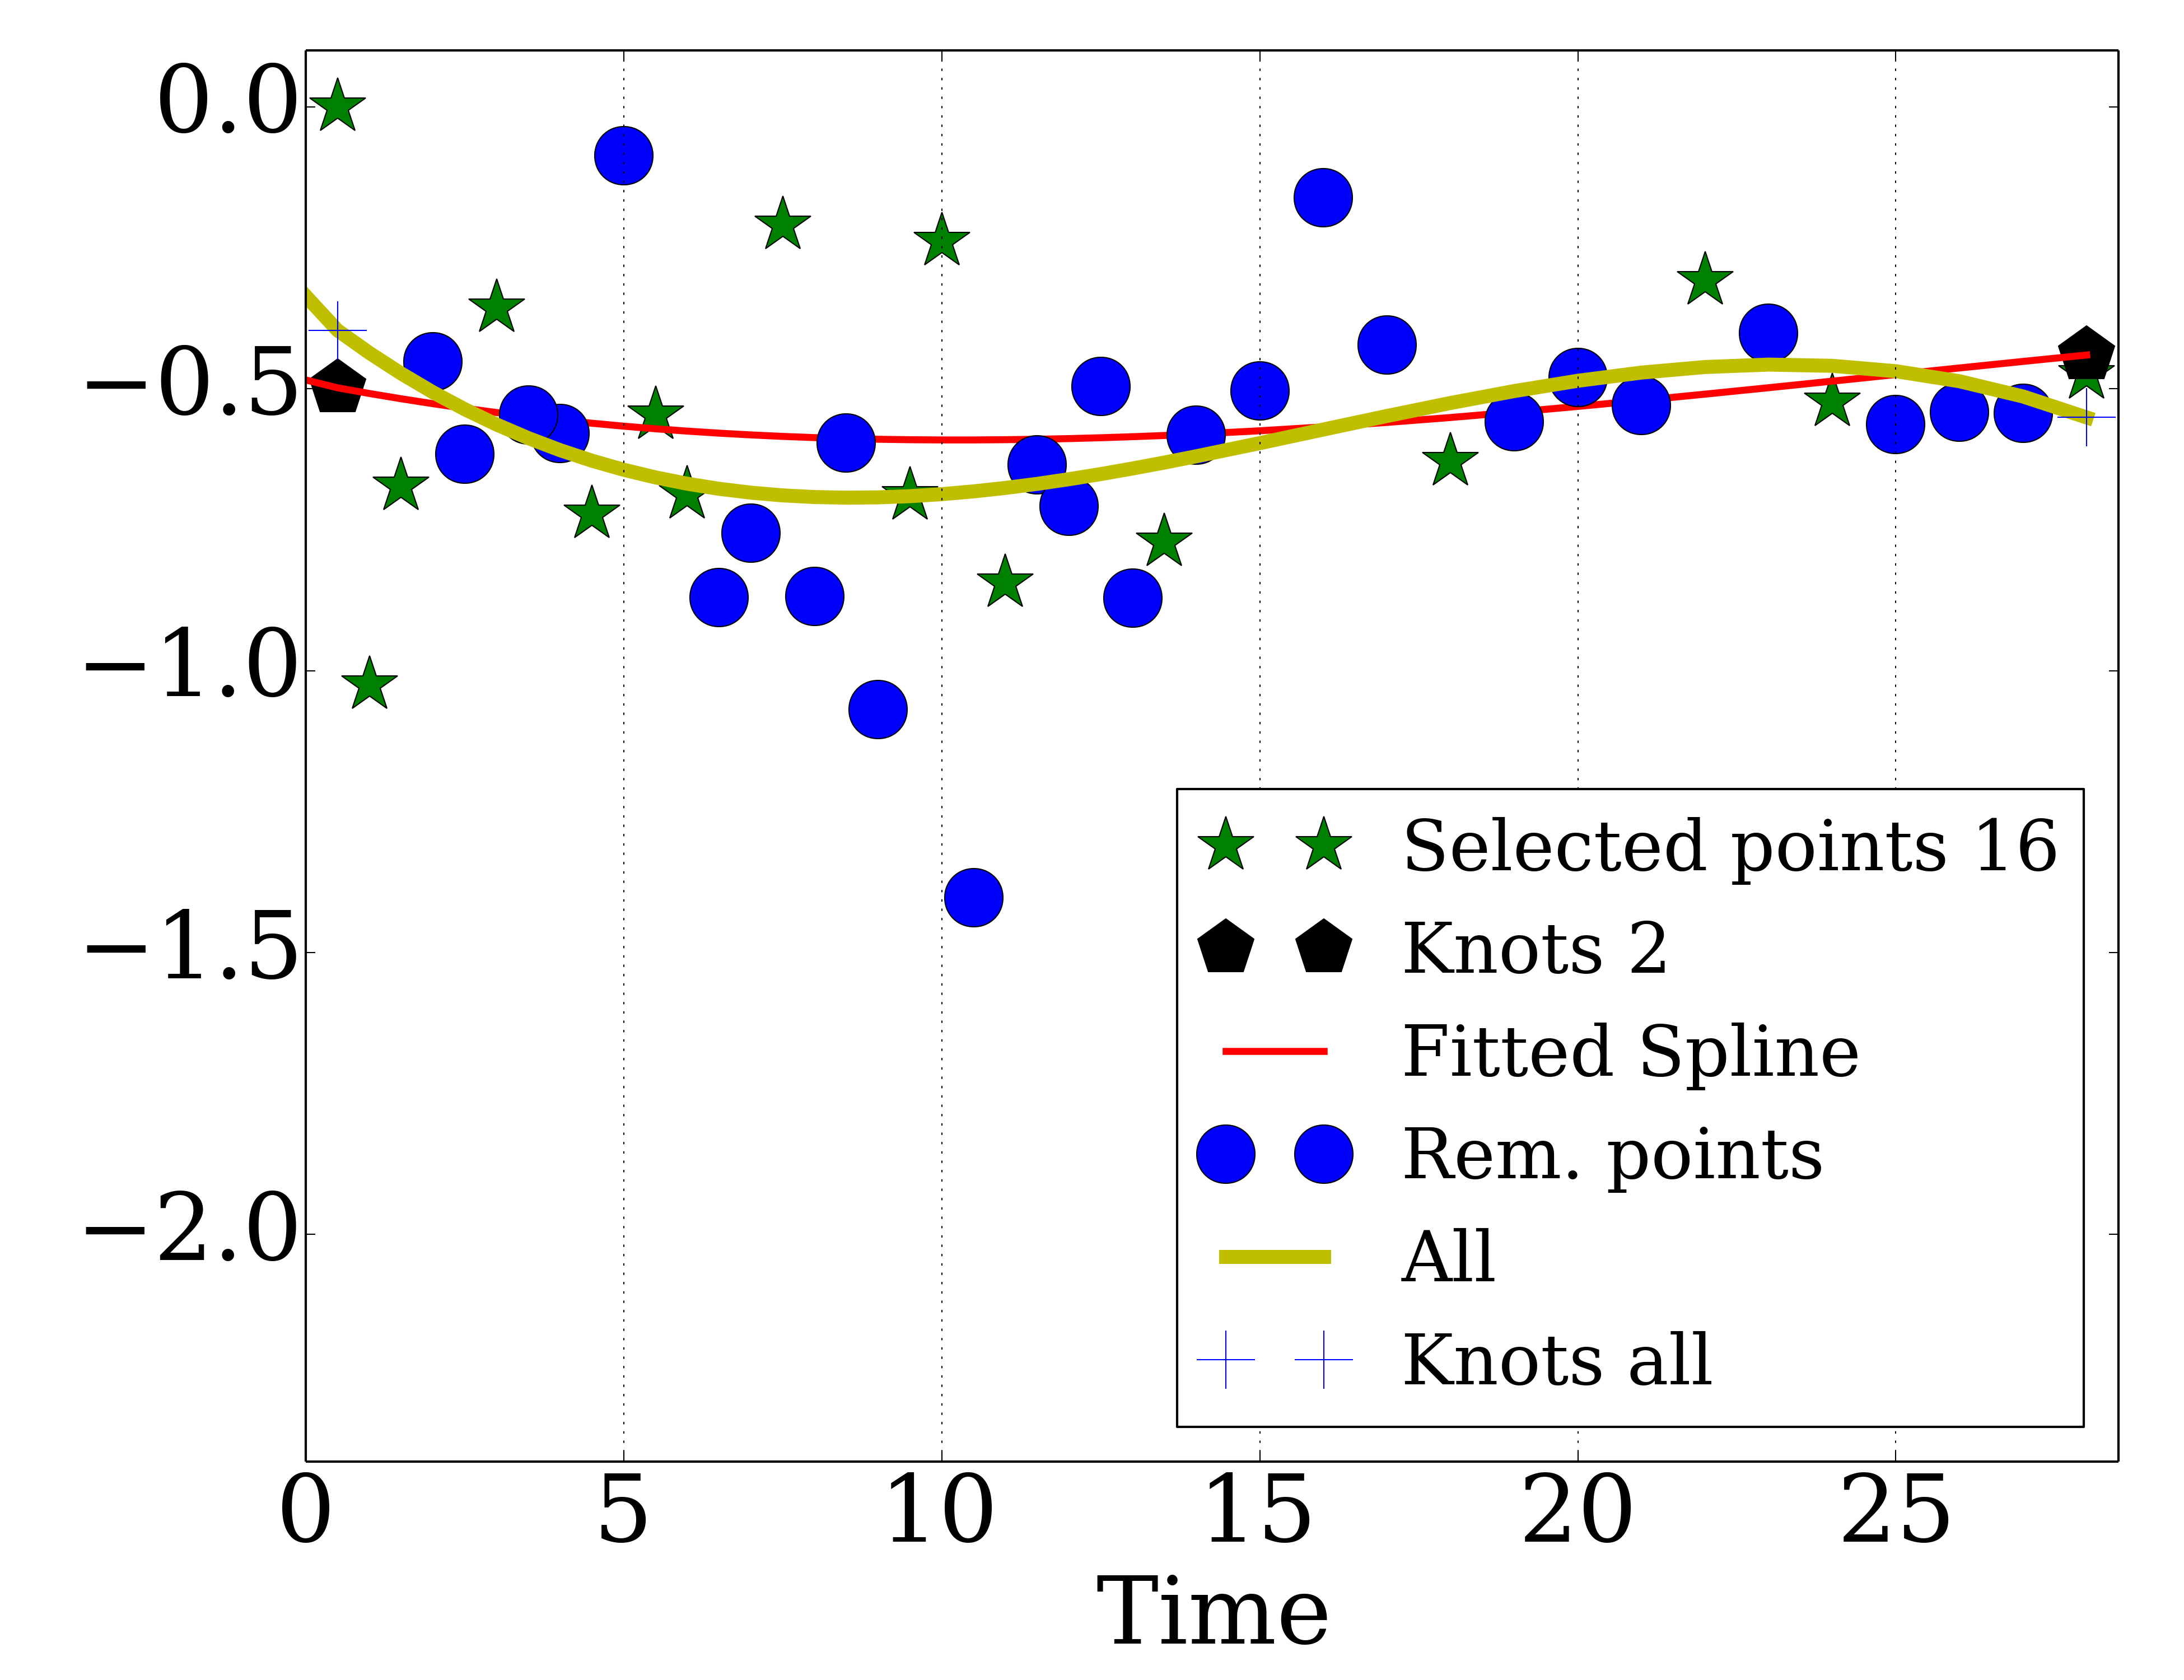 0.0
−0.5
−1.0
−1.5
−2.0
0 5 10 15 20 25
Time
Selected points 16
Knots 2
Fitted Spline
Rem. points
All
Knots all